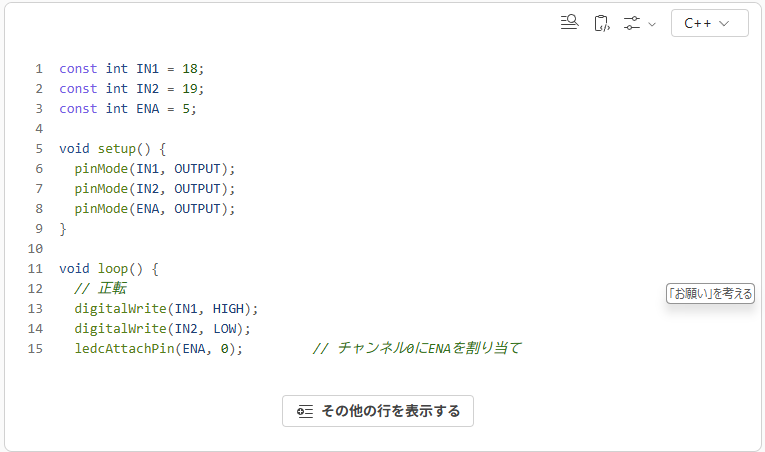 C++
1 const int IN1 = 18;
2 const int IN2 = 19;
3 const int ENA = 5;
4
5 void setup() {
6   pinMode(IN1, OUTPUT);
7   pinMode(IN2, OUTPUT);
8   pinMode(ENA, OUTPUT);
9 }
10
11 void loop() {
12   // 正転
13   digitalWrite(IN1, HIGH);
14   digitalWrite(IN2, LOW);
15   ledcAttachPin(ENA, 0);         // チャンネル0にENAを割り当て
「お願い」を考える
その他の行を表示する